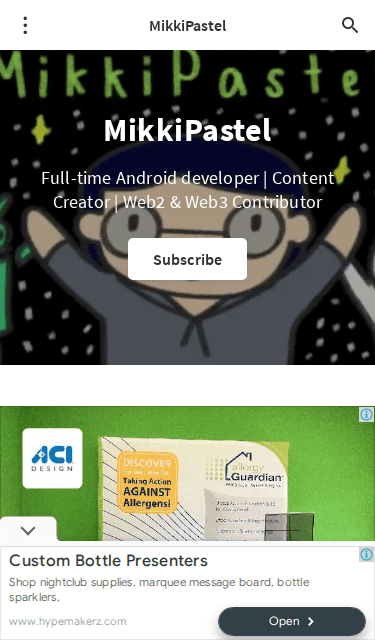 MikkiPastel
MikkiPaste
MikkiPastel
Full-time Android developer | Content
Creator | Web2 & Web3 Contributor
Subscribe
ACI
DESIGN
DISCOVER
Taking Action
AGAINST
Allergens!
allergy
Guardian
Custom Bottle Presenters
Shop nightclub supplies, marquee message board, bottle
sparklers,
www.hypemakerz.com
Open